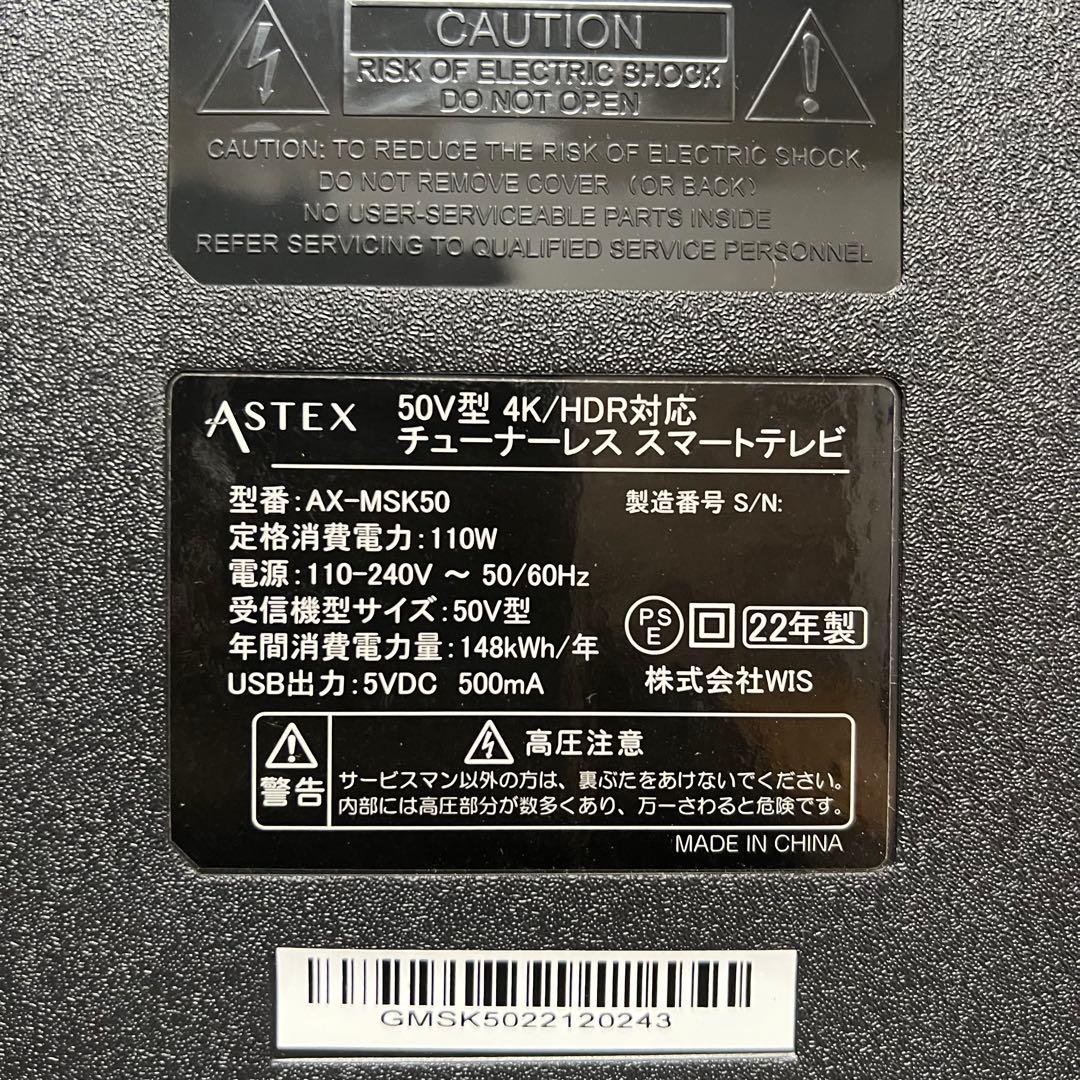 CAUTION
RISK OF ELECTRIC SHOCK
DO NOT OPEN
CAUTION: TO REDUCE THE RISK OF ELECTRIC SHOCK,
DO NOT REMOVE COVER (OR BACK)
NO USER-SERVICEABLE PARTS INSIDE
REFER SERVICING TO QUALIFIED SERVICE PERSONNEL
ASTEX
50V型 4K/HDR対応
チューナーレス スマートテレビ
型番:AX-MSK50
製造番号 S/N:
定格消費電力:110W
電源:110-240V ～ 50/60Hz
受信機型サイズ:50V型
年間消費電力量:148kWh/年
USB出力:5VDC 500mA
PS
E
22年製
株式会社WIS
警告
高圧注意
サービスマン以外の方は、裏ぶたをあけないでください。
内部には高圧部分が数多くあり、万一さわると危険です。
MADE IN CHINA
GMSK5022120243